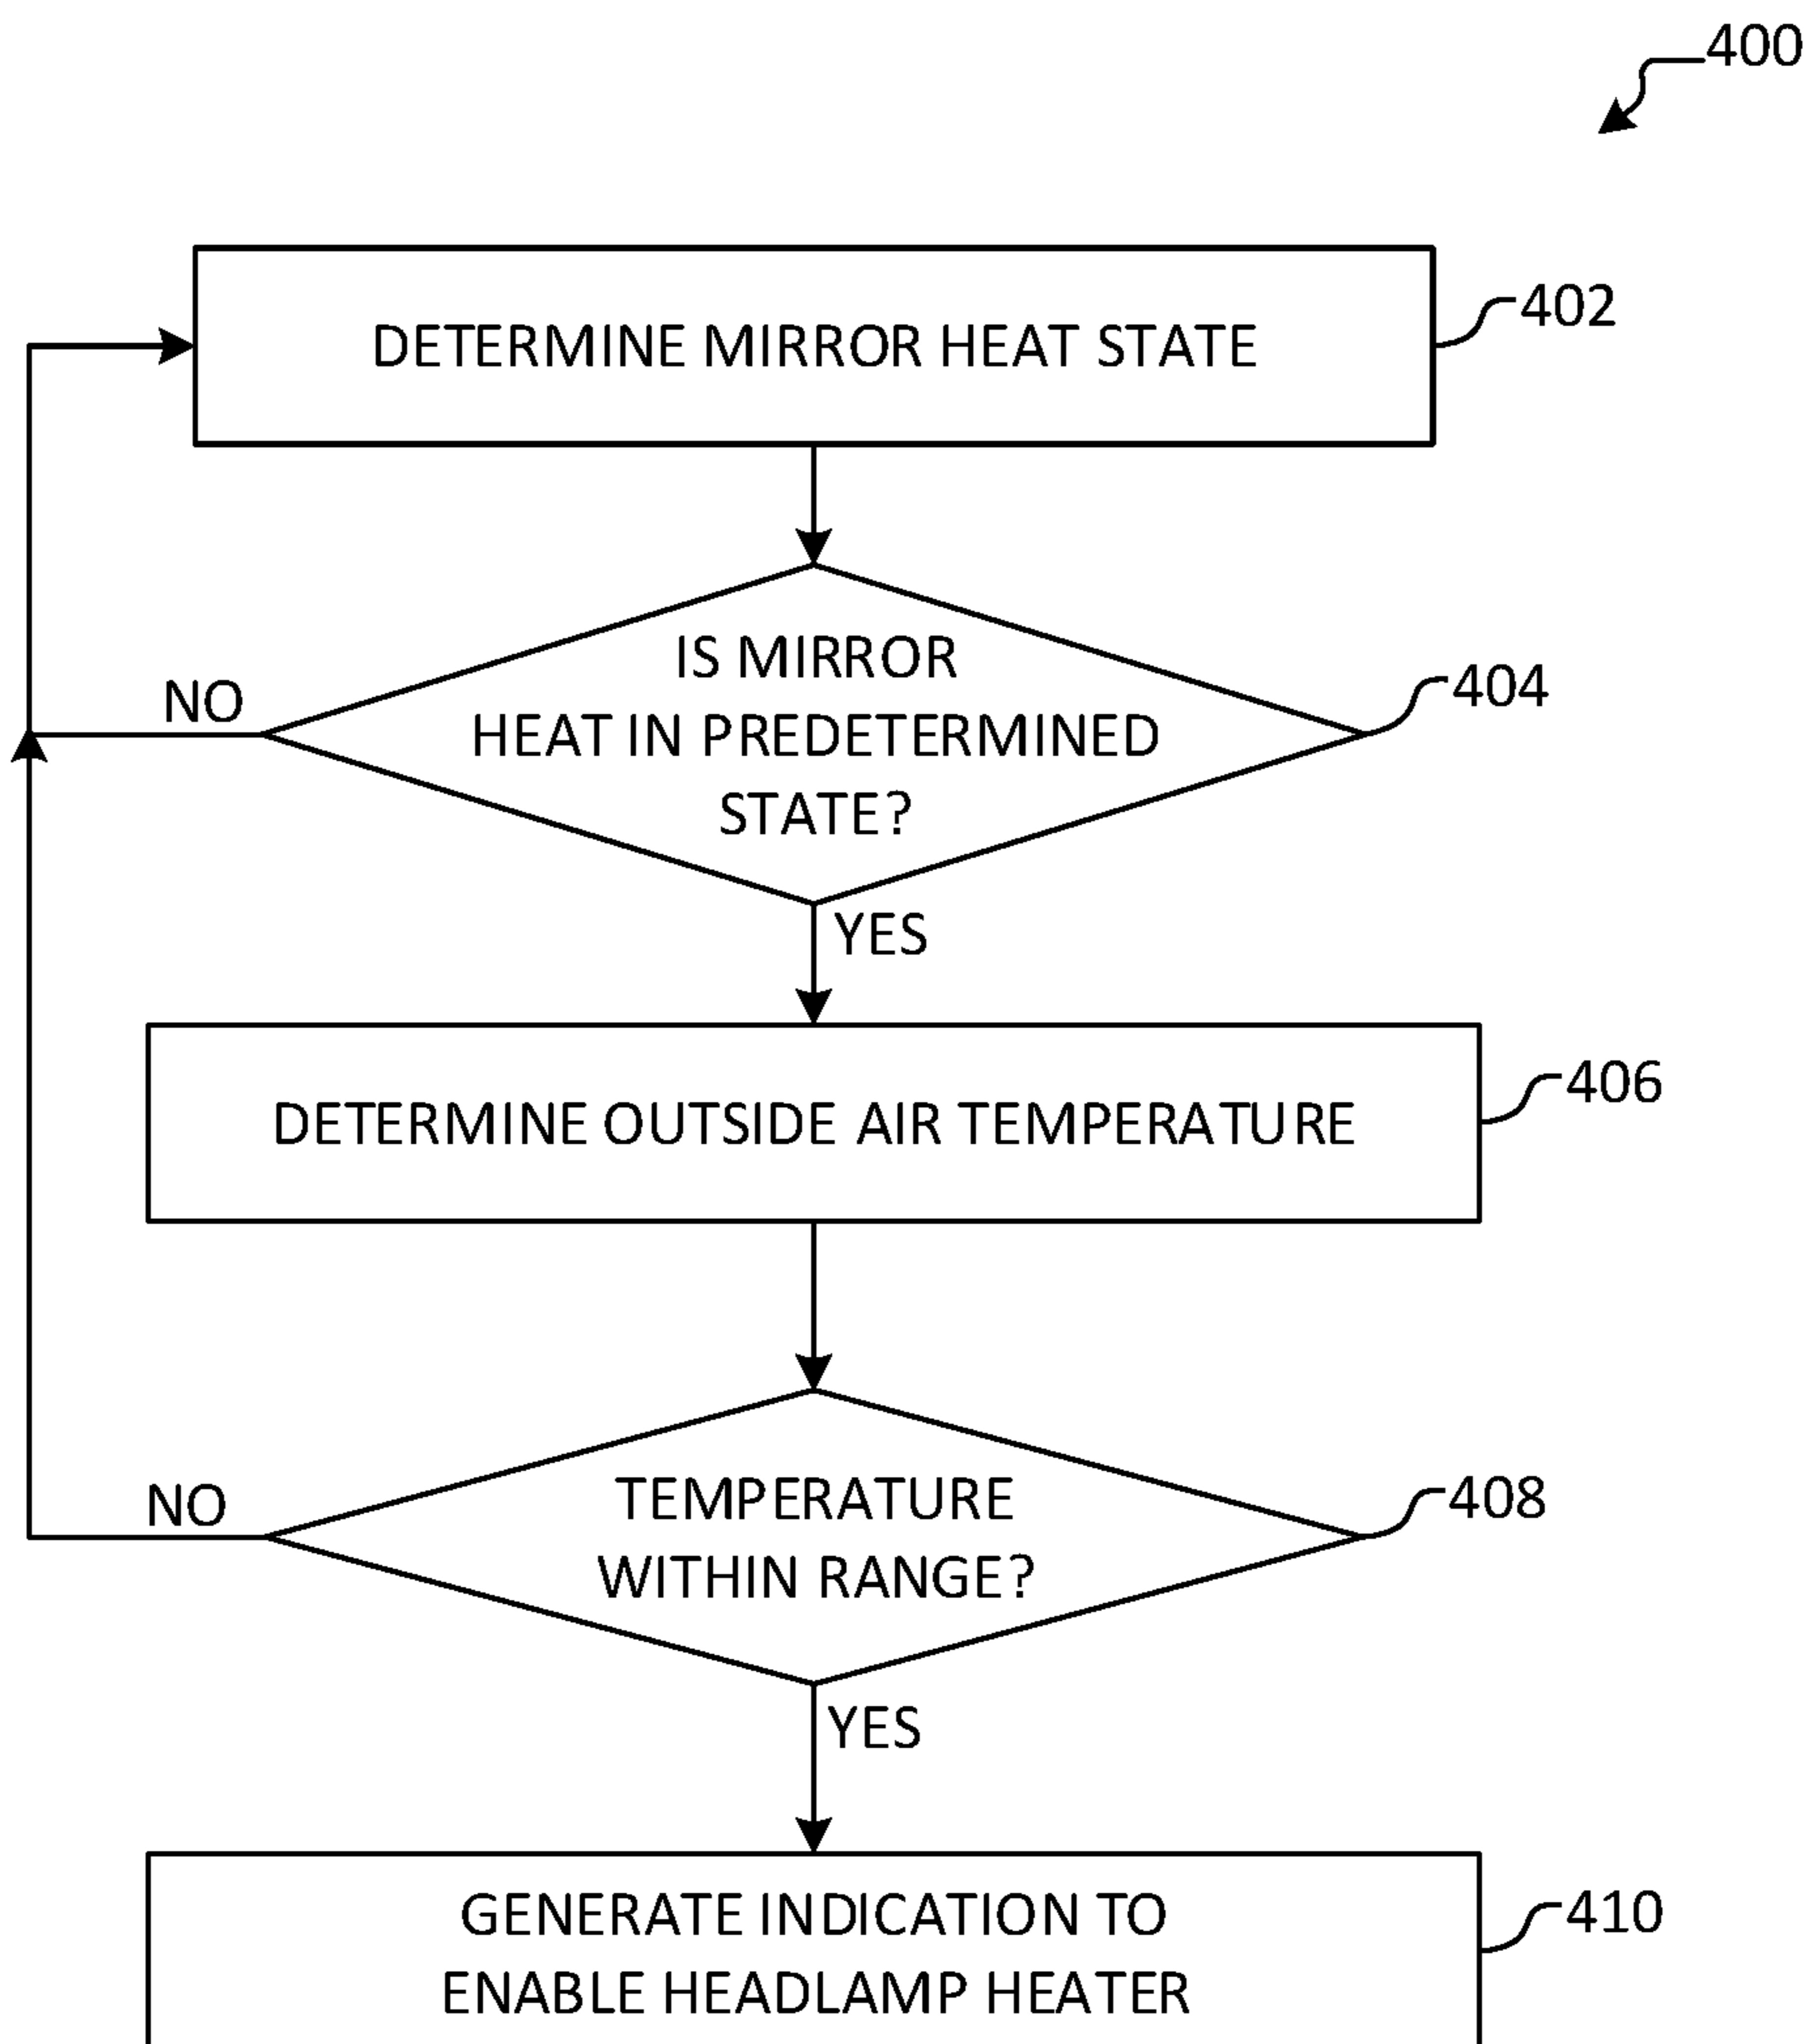 400
DETERMINE MIRROR HEAT STATE
402
IS MIRROR
HEAT IN PREDETERMINED
STATE?
404
NO
YES
DETERMINE OUTSIDE AIR TEMPERATURE
406
TEMPERATURE
WITHIN RANGE?
408
NO
YES
GENERATE INDICATION TO
ENABLE HEADLAMP HEATER
410